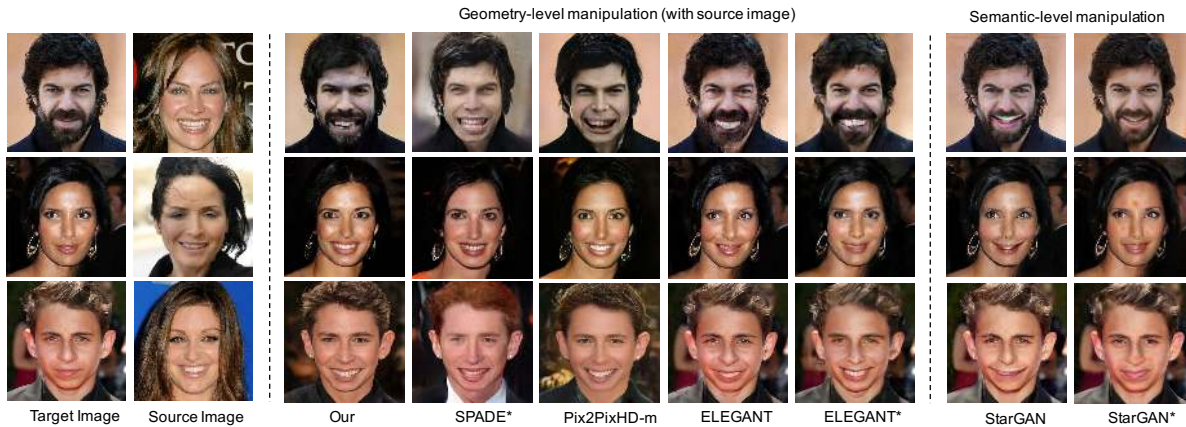 Geometry-level manipulation (with source image)
Semantic-level manipulation
TC
Target Image
Source Image
Our
SPADE*
Pix2PixHD-m
ELEGANT
ELEGANT*
StarGAN
StarGAN*